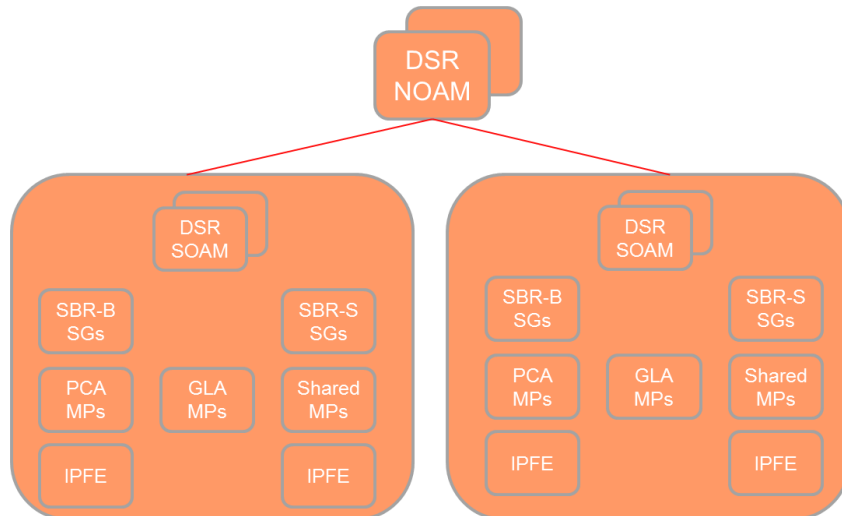 DSR
NOAM
DSR
SOAM
SBR-B
SGs
SBR-S
SGs
PCA
MPs
GLA
MPs
Shared
MPs
IPFE
IPFE
DSR
SOAM
SBR-B
SGs
SBR-S
SGs
PCA
MPs
GLA
MPs
Shared
MPs
IPFE
IPFE